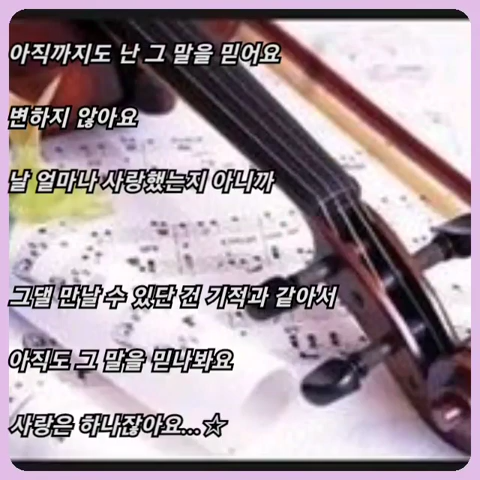 아직까지도 난 그 말을 믿어요
변하지 않아요
날 얼마나 사랑했는지 아니까
그댈 만날 수 있단 건 기적과 같아서
아직도 그 말을 믿나봐요
사랑은 하나잖아요...☆